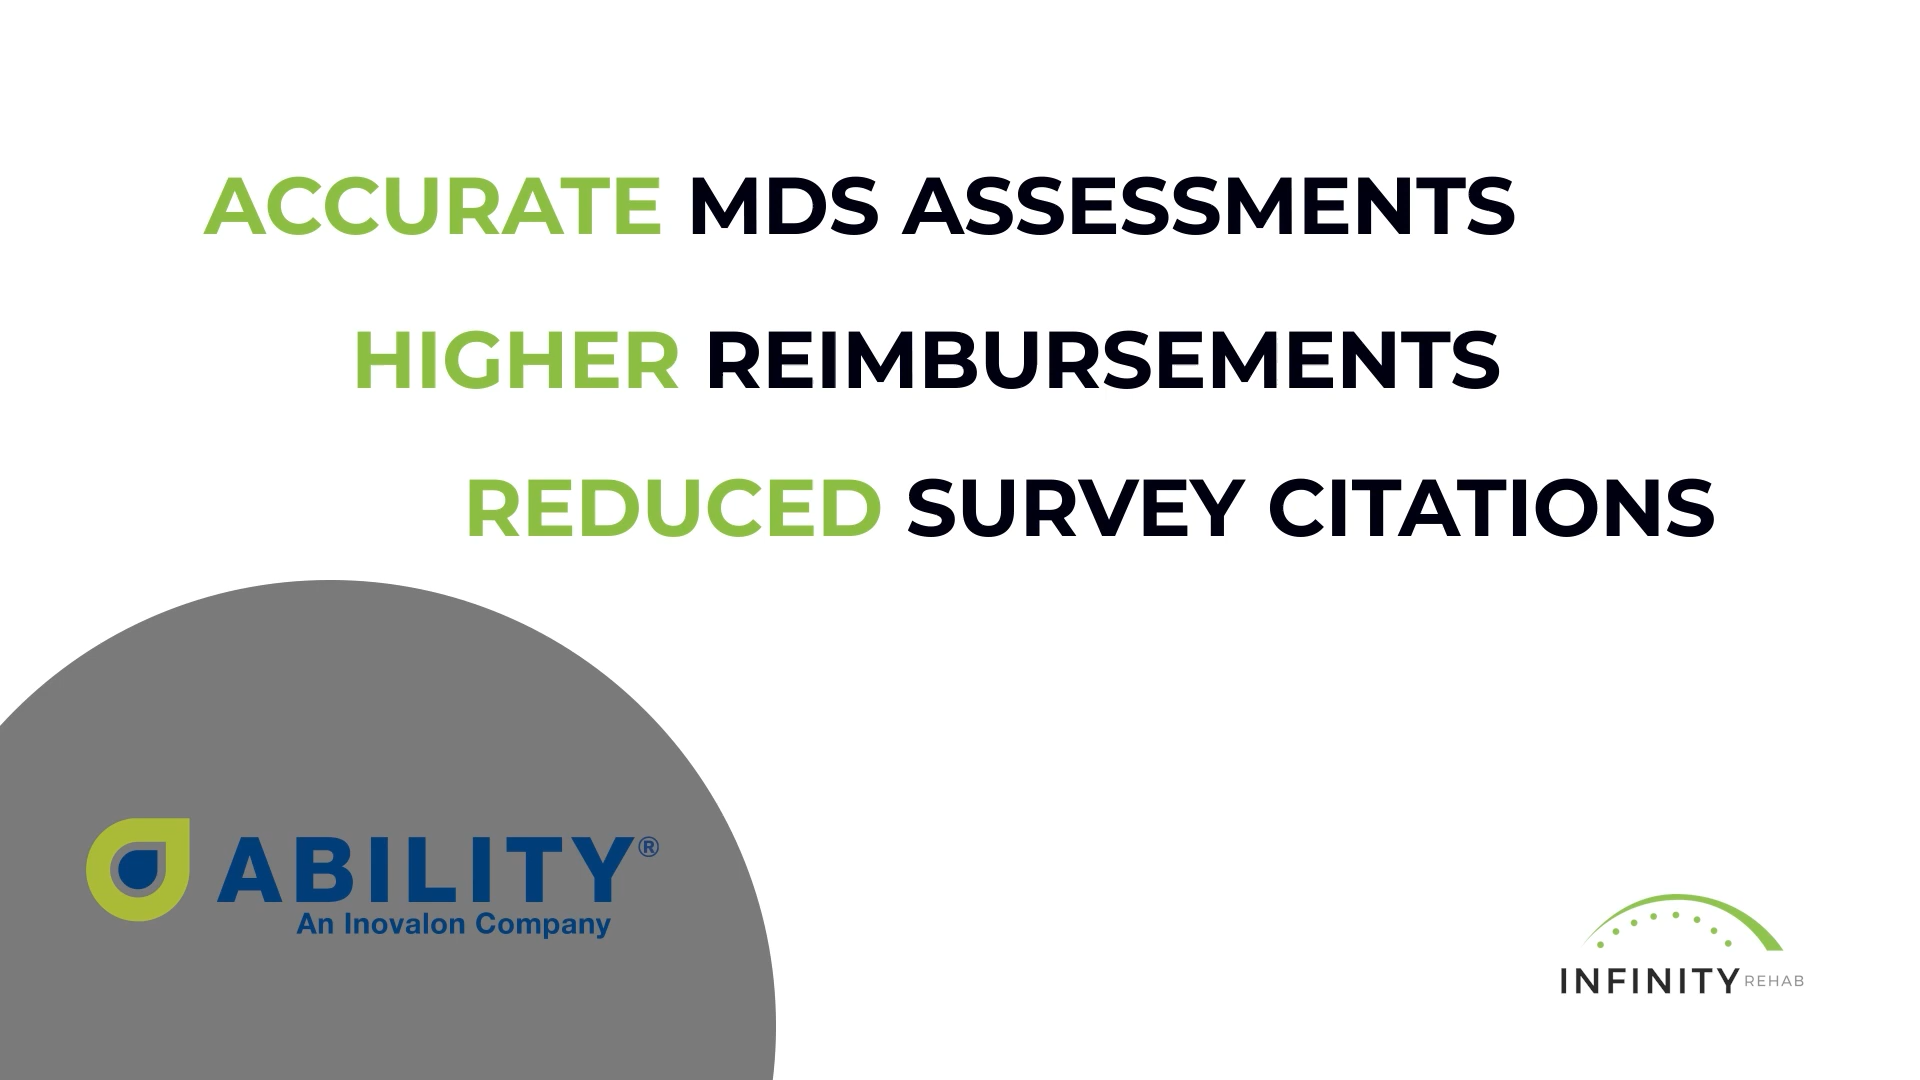 ACCURATE MDS ASSESSMENTS
HIGHER REIMBURSEMENTS
REDUCED SURVEY CITATIONS
ABILITY®
An Inovalon Company
INFINITY REHAB